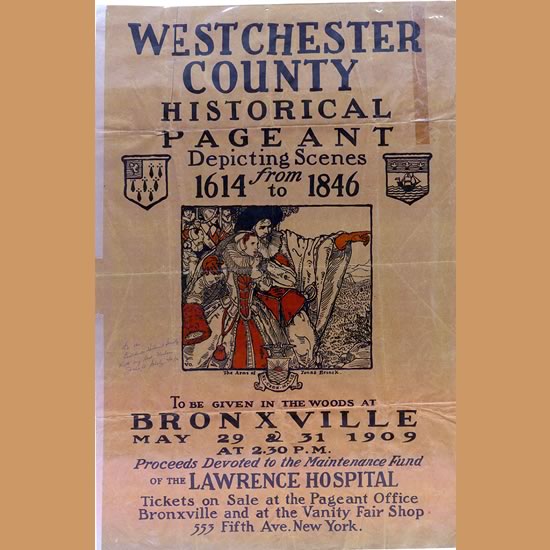 WESTCHESTER
COUNTY
HISTORICAL
PAGEANT
Depicting Scenes
from
1614 to 1846
The Arms of Jonas Bronck.
TO BE GIVEN IN THE WOODS AT
BRONXVILLE
MAY 29 & 31 1909
AT 2.30 P.M.
Proceeds Devoted to the Maintenance Fund
OF THE LAWRENCE HOSPITAL
Tickets on Sale at the Pageant Office
Bronxville and at the Vanity Fair Shop
553 Fifth Ave. New York.